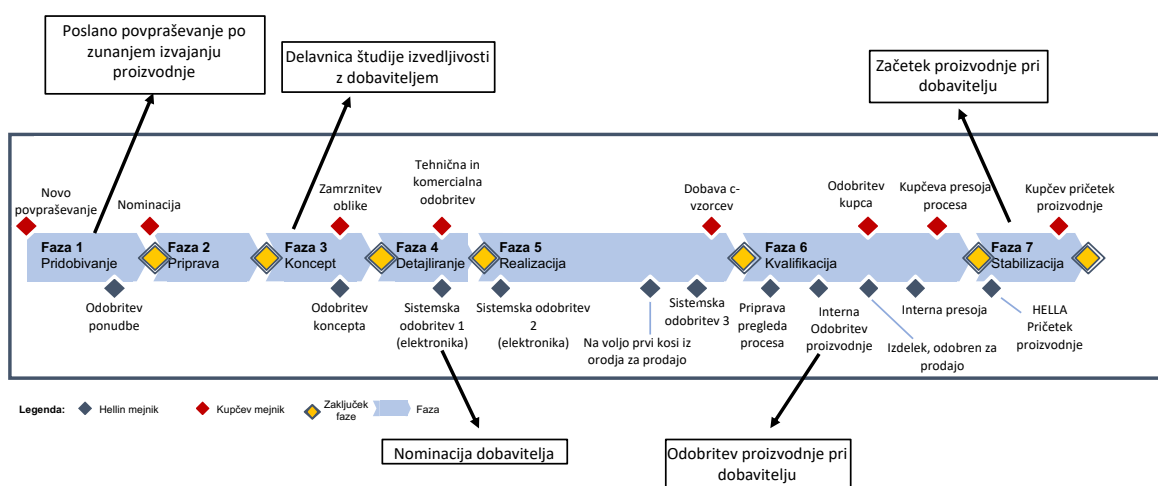 Poslano povpraševanje po
zunanjem izvajanju
proizvodnje
Delavnica študije izvedljivosti
z dobaviteljem
Začetek proizvodnje pri
dobavitelju
Novo
povpraševanje
Nominacija
Zamrznitev
oblike
Tehnična in
komercialna
odobritev
Dobava c-
vzorcev
Odobritev
kupca
Kupčeva presoja
procesa
Kupčev pričetek
proizvodnje
Faza 1
Pridobivanje
Faza 2
Priprava
Faza 3
Koncept
Faza 4
Detajliranje
Faza 5
Realizacija
Faza 6
Kvalifikacija
Faza 7
Stabilizacija
Odobritev
ponudbe
Odobritev
koncepta
Sistemska
odobritev 1
(elektronika)
Sistemska odobritev
2
(elektronika)
Na voljo prvi kosi iz
orodja za prodajo
Sistemska
odobritev 3
Priprava
pregleda
procesa
Interna
Odobritev
proizvodnje
Izdelek, odobren za
prodajo
Interna presoja
HELLA
Pričetek
proizvodnje
Legenda:
Hellin mejnik
Kupčev mejnik
Zaključek
faze
Faza
Nominacija dobavitelja
Odobritev proizvodnje pri
dobavitelju